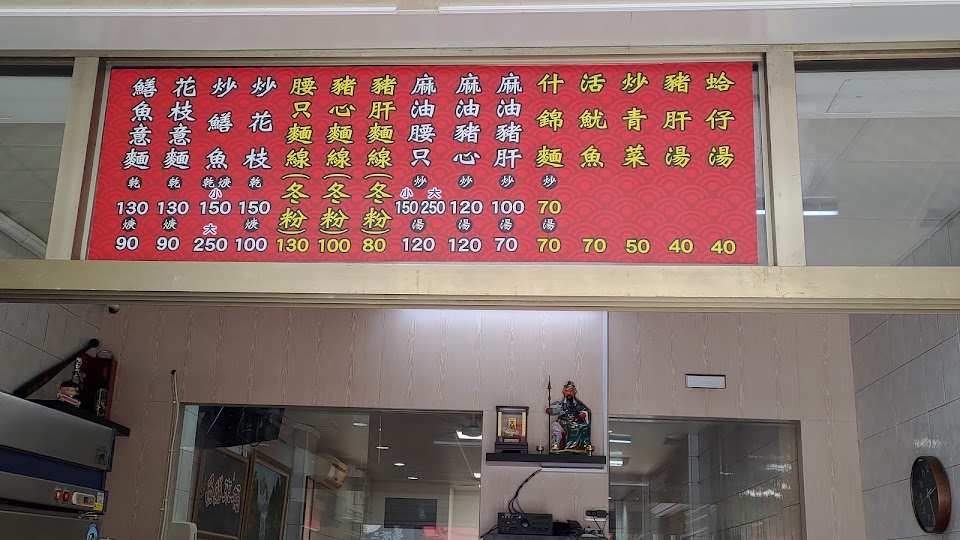 鱔魚意麵 乾 130 焿 90
花枝意麵 乾 130 焿 90
炒鱔魚 乾焿 小 150 大 250
炒花枝 乾 150 焿 100
腰只麵線(冬粉) 130
豬心麵線(冬粉) 100
豬肝麵線(冬粉) 80
麻油腰只 炒 小 150 大 250 湯 120
麻油豬心 炒 120 湯 120
麻油豬肝 炒 100 湯 70
什錦麵 炒 70 湯 70
活魷魚 70
炒青菜 50
豬肝湯 40
蛤仔湯 40